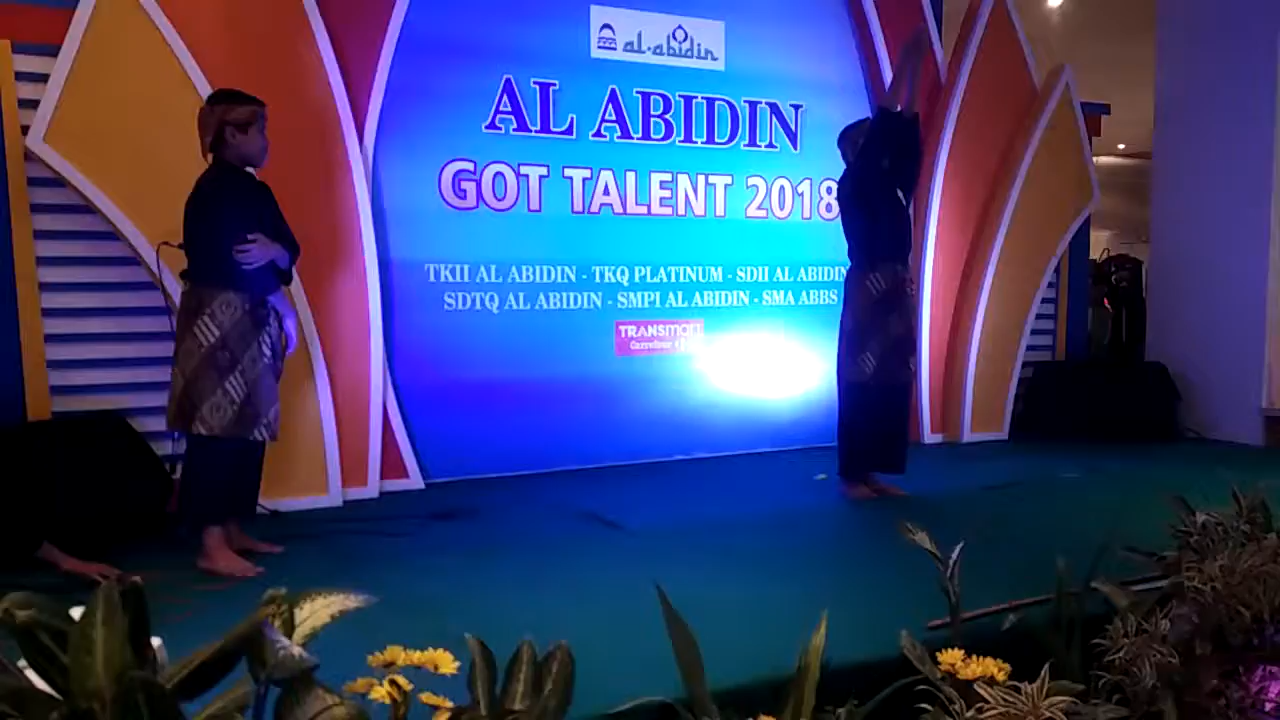 al-abidin
AL ABIDIN
GOT TALENT 2018
TKII AL ABIDIN - TKQ PLATINUM - SDII AL ABIDIN
SDTQ AL ABIDIN - SMPI AL ABIDIN - SMA ABBS
TRANSmart
Carrefour